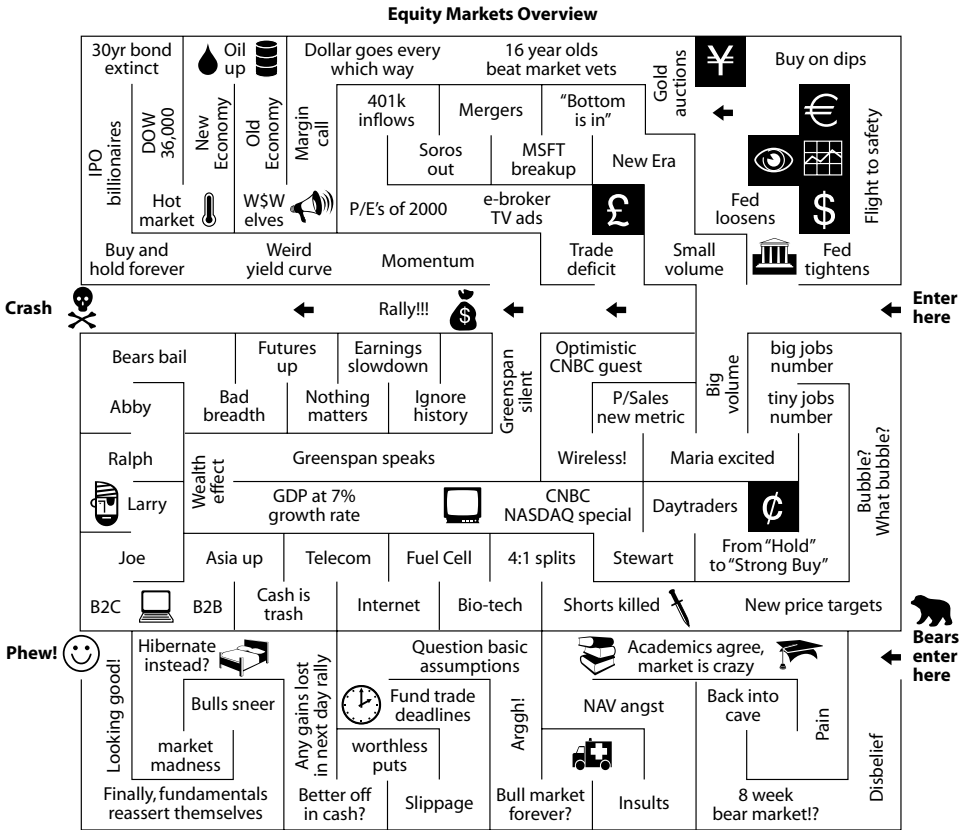 Equity Markets Overview
30yr bond
extinct
Oil
up
Dollar goes every
which way
16 year olds
beat market vets
Gold
auctions
¥
Buy on dips
IPO
billionaires
DOW
36,000
New
Economy
Old
Economy
Margin
call
401k
inflows
Mergers
“Bottom
is in”
€
Flight to safety
Soros
out
MSFT
breakup
New Era
Hot
market
W$W
elves
P/E’s of 2000
e-broker
TV ads
£
Fed
loosens
$
Buy and
hold forever
Weird
yield curve
Momentum
Trade
deficit
Small
volume
Fed
tightens
Crash
Rally!!!
$
Enter
here
Bears bail
Futures
up
Earnings
slowdown
Greenspan
silent
Optimistic
CNBC guest
Big
volume
big jobs
number
Abby
Bad
breadth
Nothing
matters
Ignore
history
P/Sales
new metric
tiny jobs
number
Ralph
Wealth
effect
Greenspan speaks
Wireless!
Maria excited
Bubble?
What bubble?
Larry
GDP at 7%
growth rate
CNBC
NASDAQ special
Daytraders
¢
Joe
Asia up
Telecom
Fuel Cell
4:1 splits
Stewart
From “Hold”
to “Strong Buy”
B2C
B2B
Cash is
trash
Internet
Bio-tech
Shorts killed
New price targets
Phew!
Looking good!
Hibernate
instead?
Any gains lost
in next day rally
Question basic
assumptions
Academics agree,
market is crazy
Bears
enter
here
Bulls sneer
Fund trade
deadlines
Arggh!
NAV angst
Back into
cave
Pain
Disbelief
market
madness
worthless
puts
Finally, fundamentals
reassert themselves
Better off
in cash?
Slippage
Bull market
forever?
Insults
8 week
bear market!?